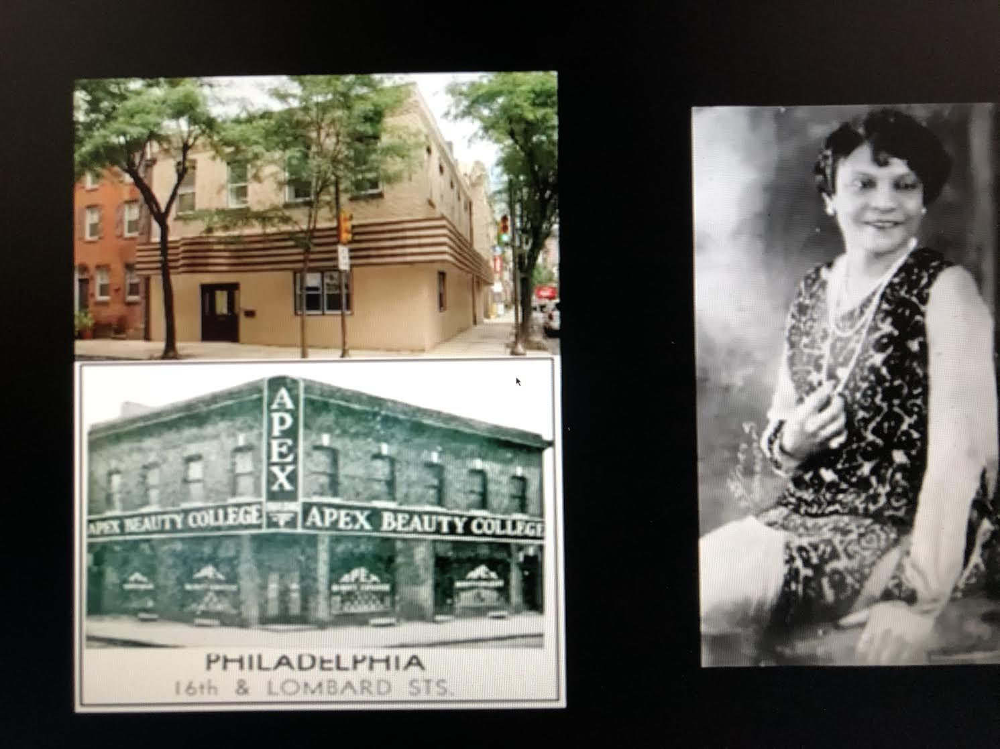 APEX
APEX BEAUTY COLLEGE
APEX BEAUTY COLLEGE
PHILADELPHIA
16th & LOMBARD STS.